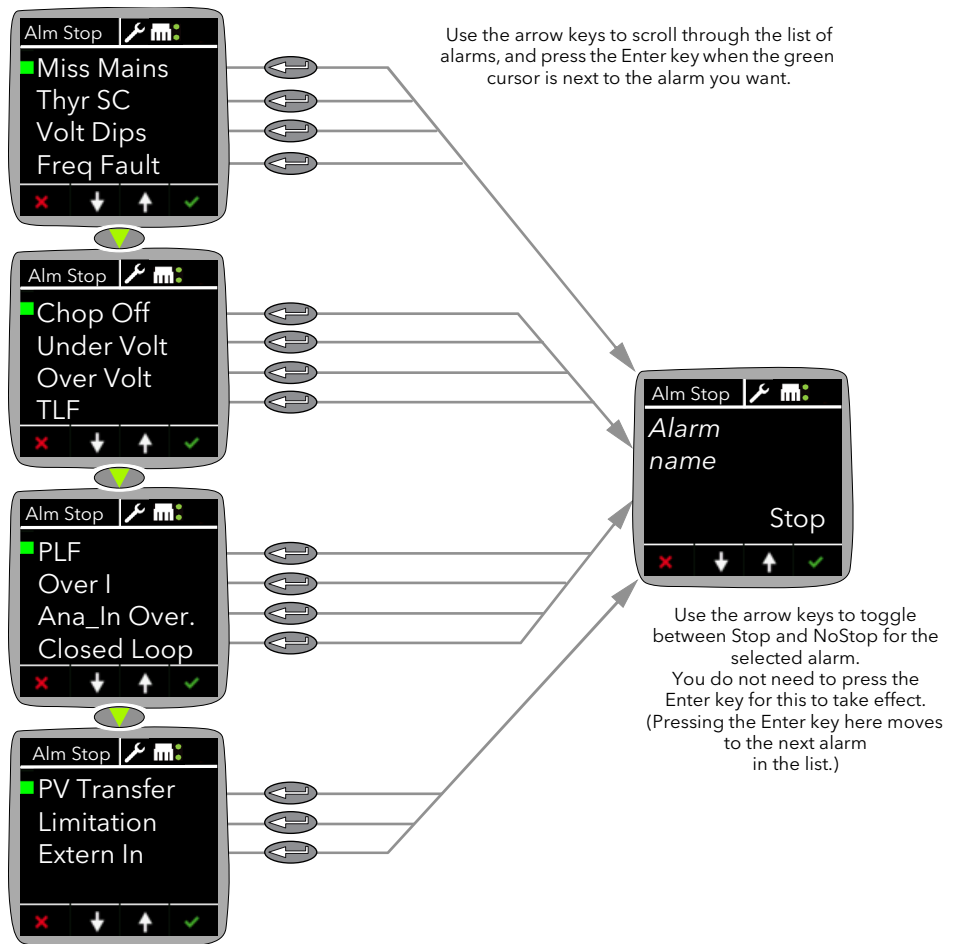 Alm Stop
Miss Mains
Thyr SC
Volt Dips
Freq Fault
Use the arrow keys to scroll through the list of
alarms, and press the Enter key when the green
cursor is next to the alarm you want.
Alm Stop
Chop Off
Under Volt
Over Volt
TLF
Alm Stop
PLF
Over I
Ana_In Over.
Closed Loop
Alm Stop
PV Transfer
Limitation
Extern In
Alm Stop
Alarm
name
Stop
Use the arrow keys to toggle
between Stop and NoStop for the
selected alarm.
You do not need to press the
Enter key for this to take effect.
(Pressing the Enter key here moves
to the next alarm
in the list.)